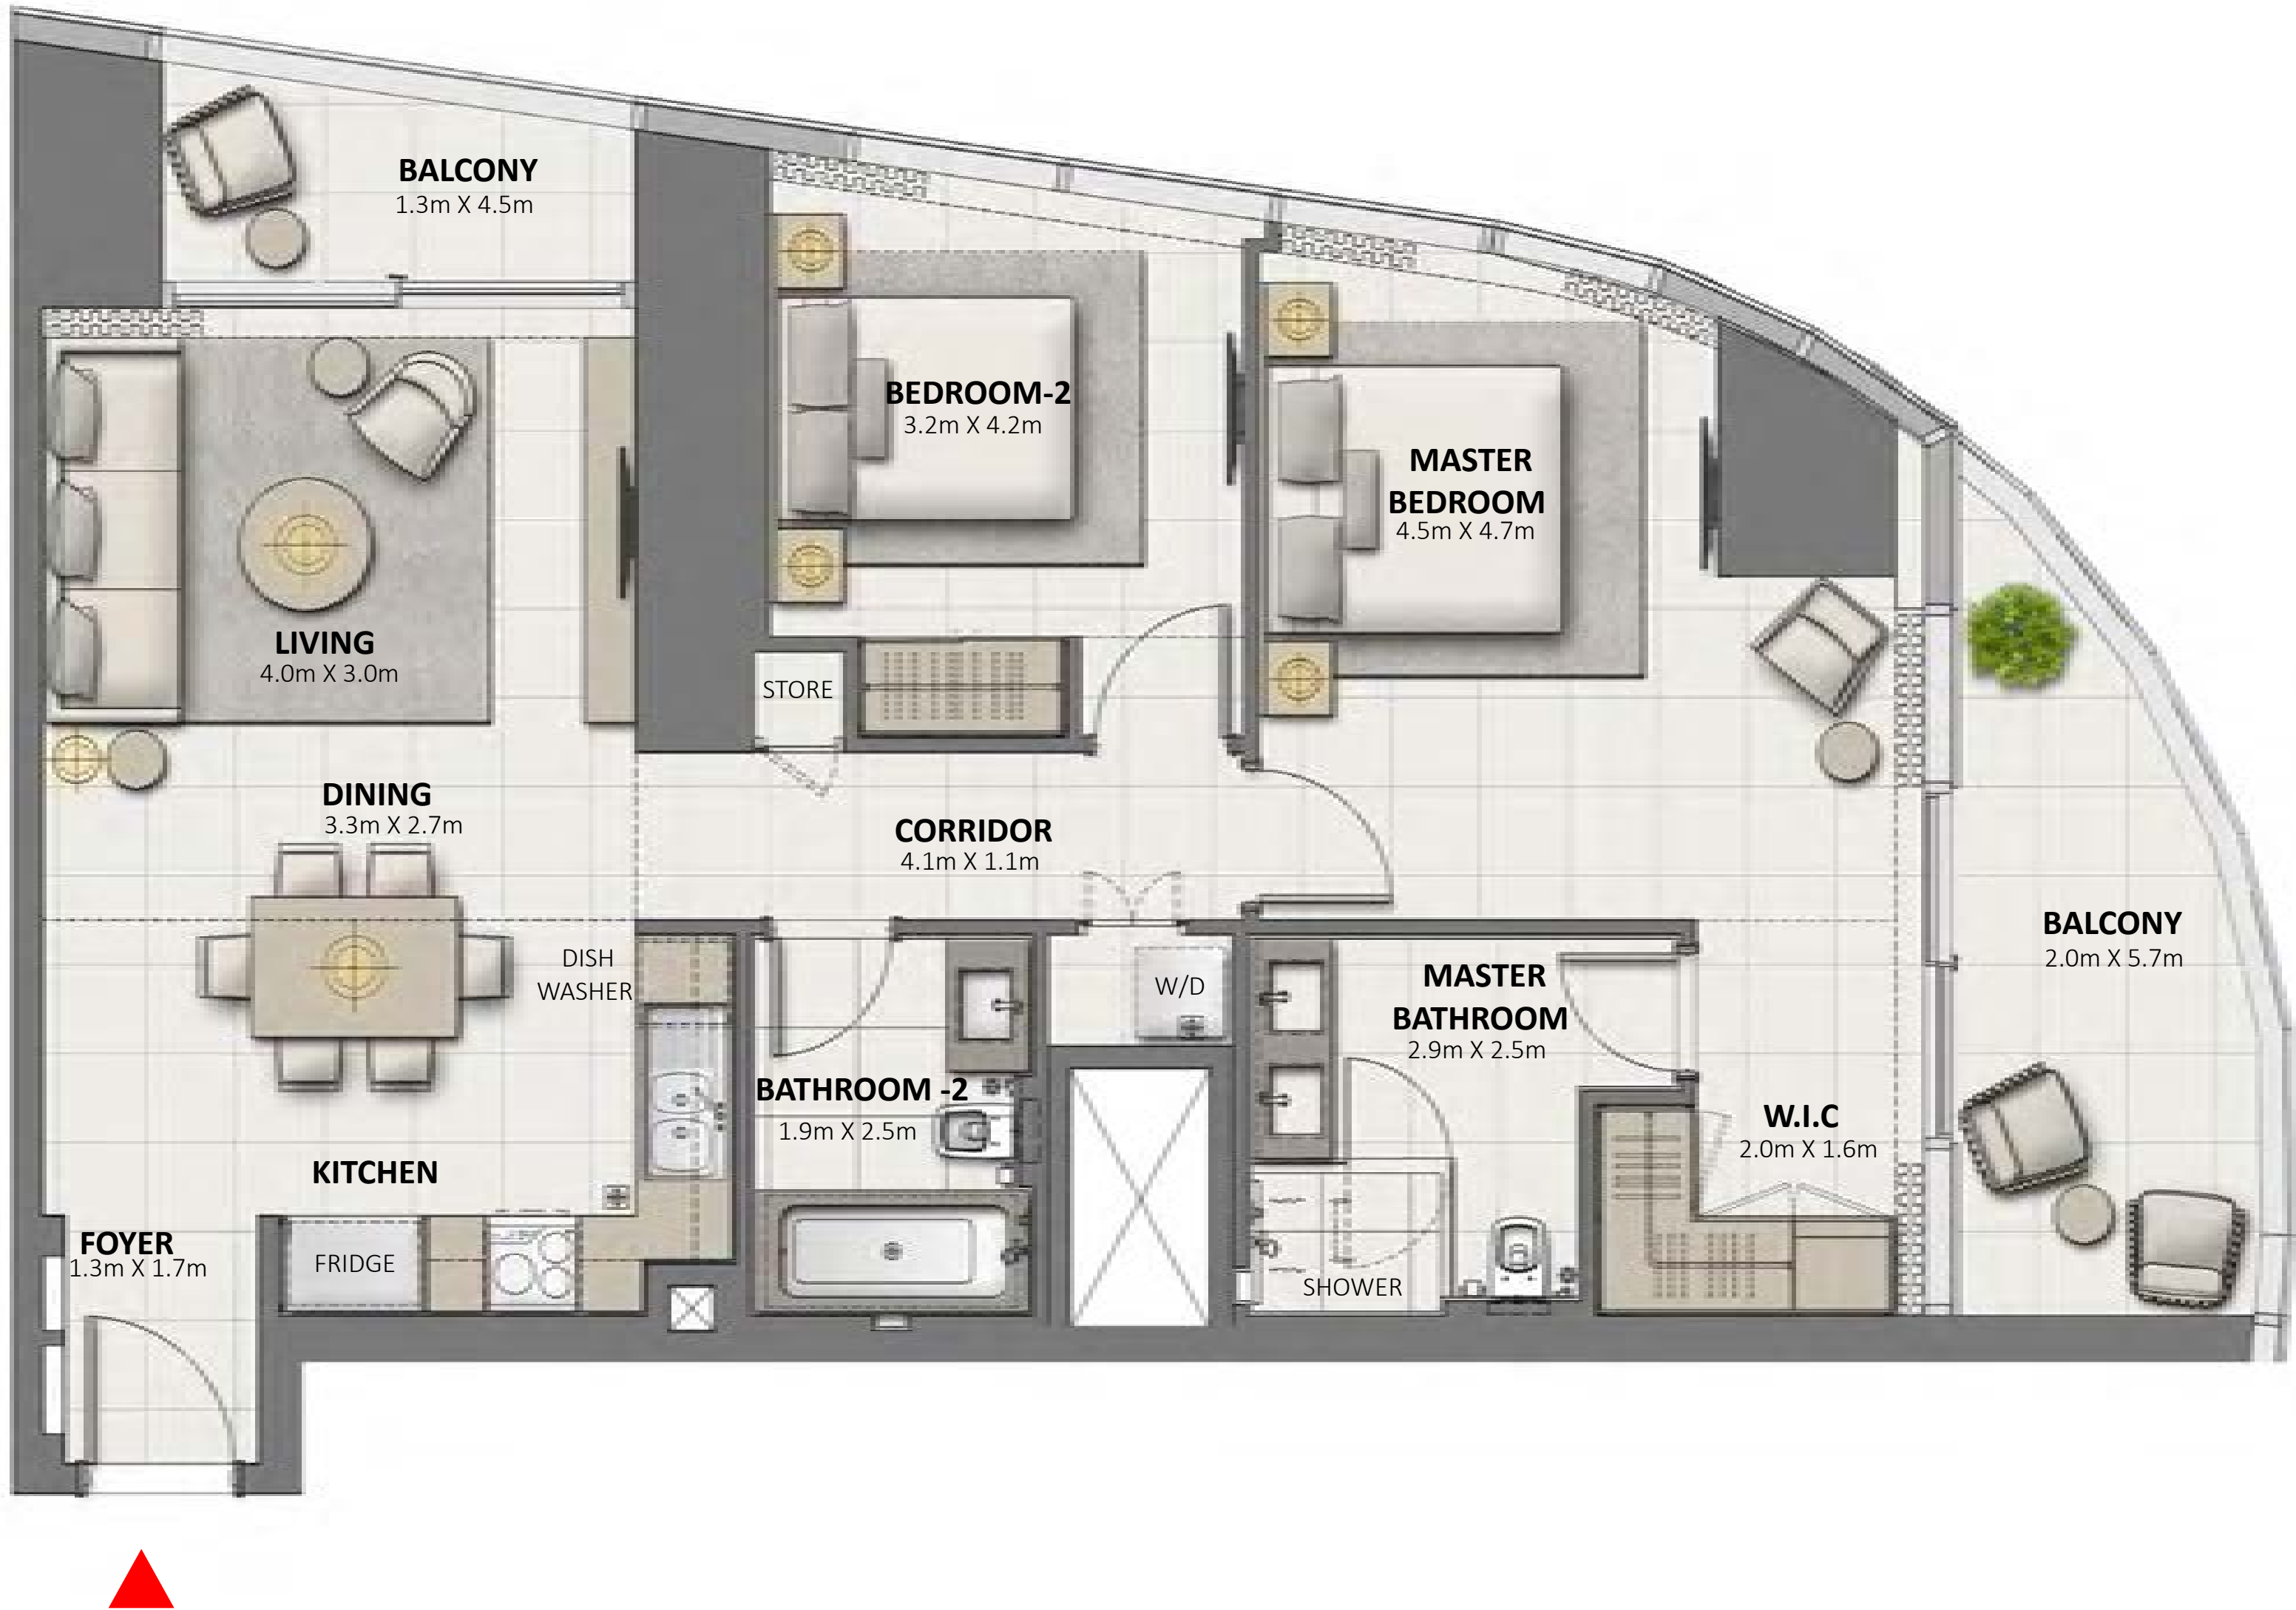 BALCONY
1.3m X 4.5m
BEDROOM-2
3.2m X 4.2m
MASTER
BEDROOM
4.5m X 4.7m
LIVING
4.0m X 3.0m
STORE
DINING
3.3m X 2.7m
CORRIDOR
4.1m X 1.1m
BALCONY
2.0m X 5.7m
DISH
WASHER
W/D
MASTER
BATHROOM
2.9m X 2.5m
BATHROOM -2
1.9m X 2.5m
W.I.C
2.0m X 1.6m
KITCHEN
FOYER
1.3m X 1.7m
FRIDGE
SHOWER